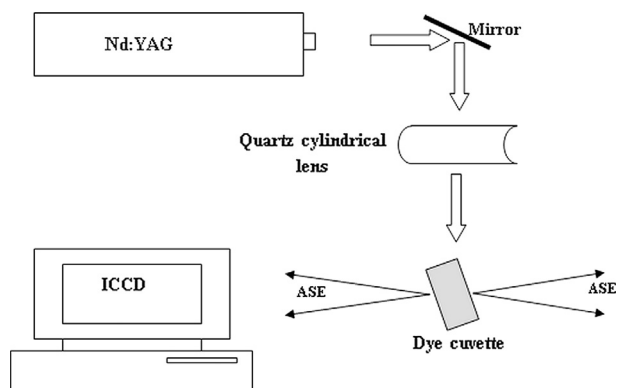 Nd:YAG
Mirror
Quartz cylindrical
lens
ICCD
ASE
ASE
Dye cuvette